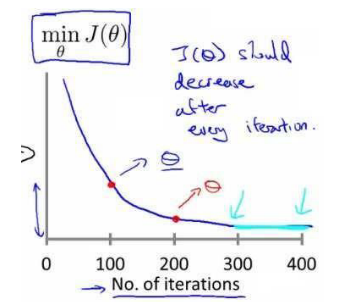 min J(θ)
θ
J(θ) should
decrease
after
every iteration.
θ
θ
0 100 200 300 400
No. of iterations